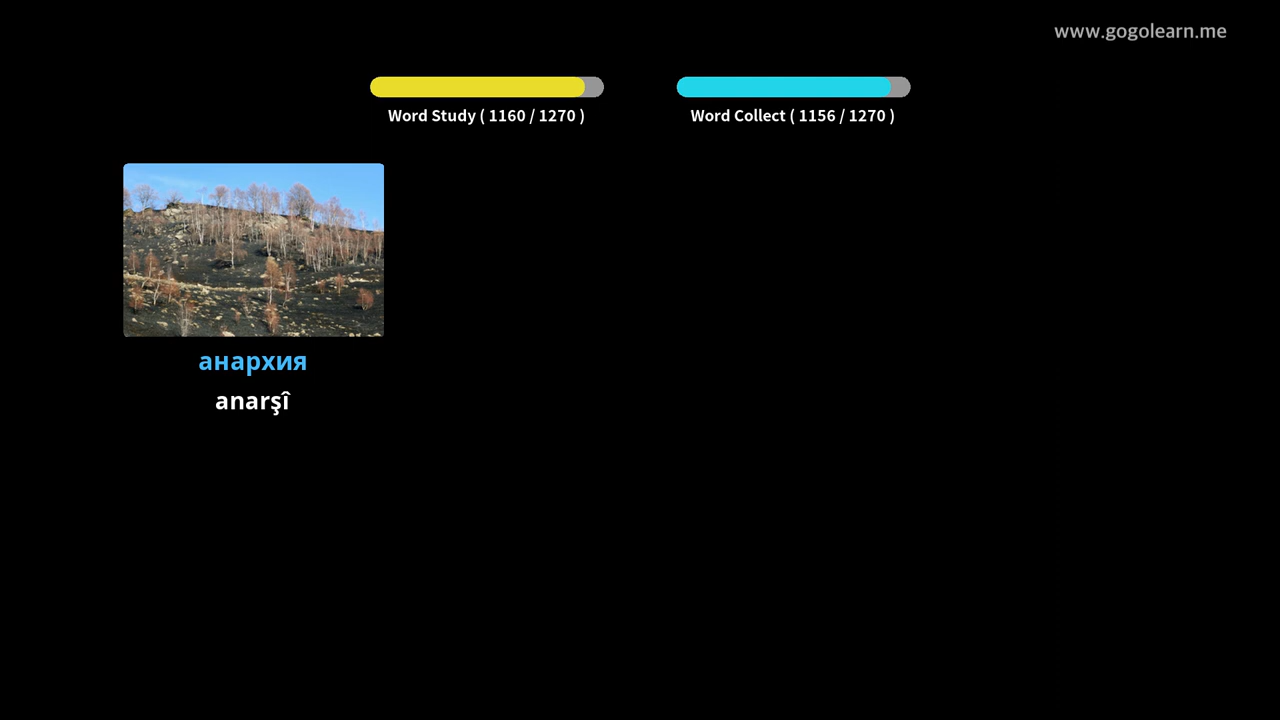 www.gogolearn.me
Word Study ( 1160 / 1270 )
Word Collect ( 1156 / 1270 )
анархия
anarşî